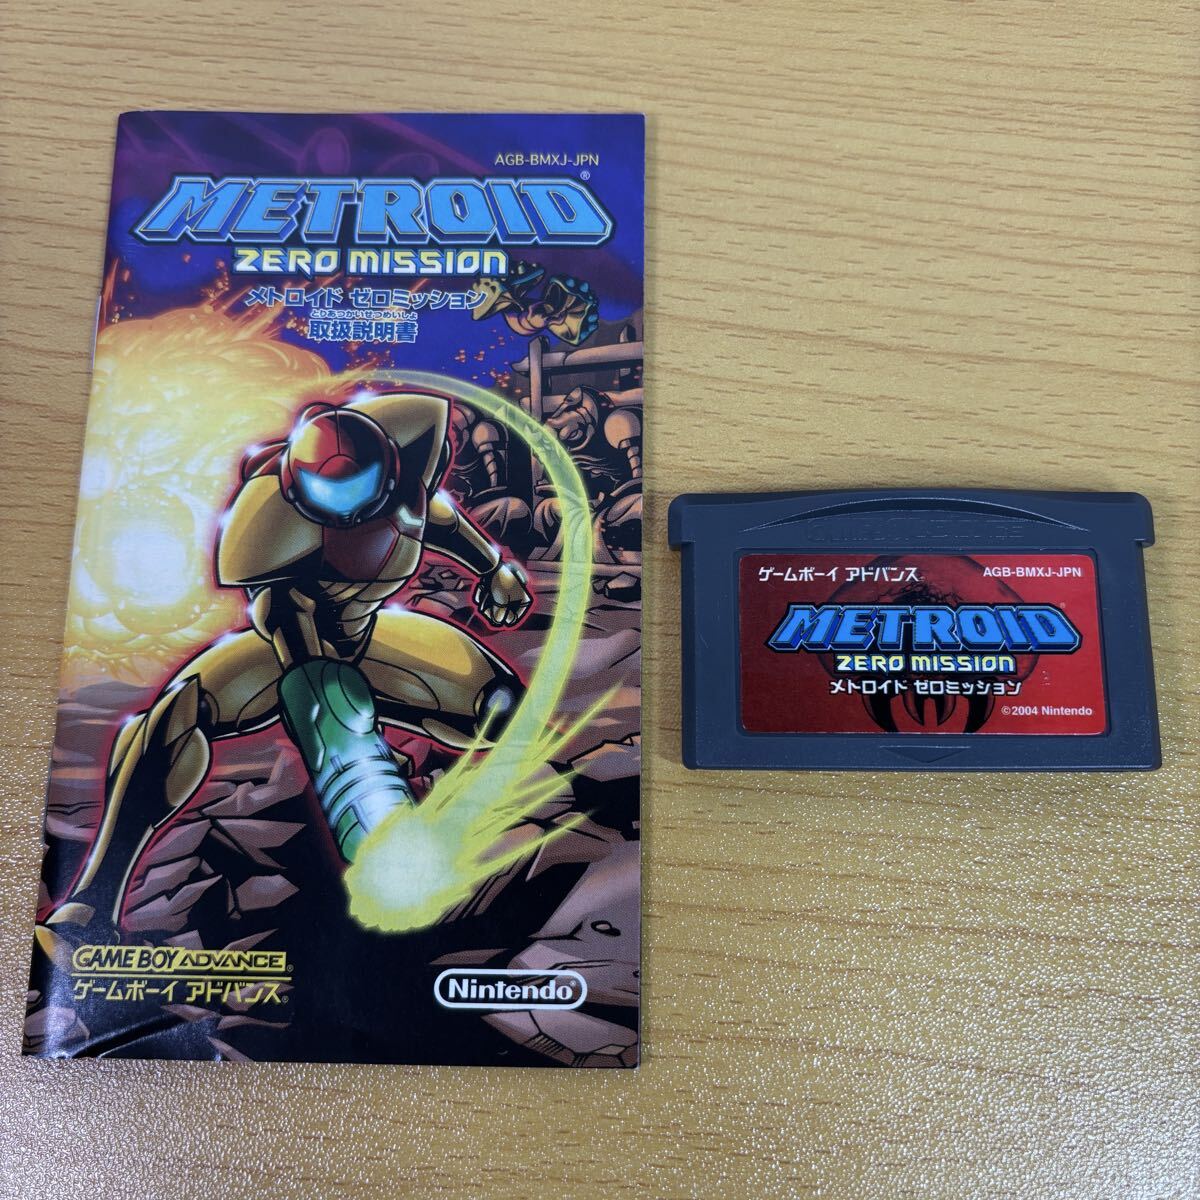 AGB-BMXJ-JPN
METROID®
ZERO MISSION
メトロイド ゼロミッション
とりあつかいせつめいしょ
取扱説明書
GAME BOY ADVANCE®
ゲームボーイ アドバンス®
Nintendo®
GAME BOY ADVANCE
ゲームボーイ アドバンス
AGB-BMXJ-JPN
METROID®
ZERO MISSION
メトロイド ゼロミッション
©2004 Nintendo